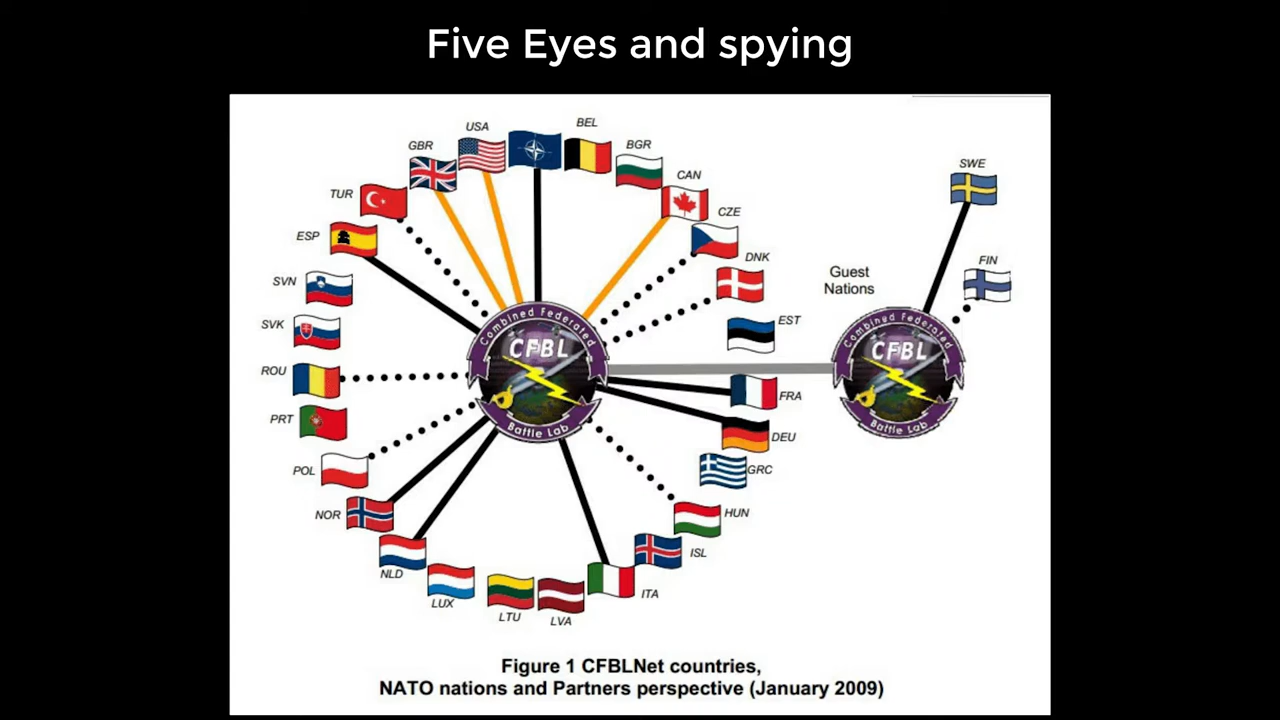 Five Eyes and spying
USA
BEL
GBR
BGR
CAN
TUR
CZE
ESP
DNK
SVN
EST
SVK
ROU
FRA
PRT
DEU
POL
GRC
NOR
HUN
NLD
ISL
LUX
ITA
LTU
LVA
Combined Federated
CFBL
Battle Lab
Guest
Nations
SWE
FIN
Combined Federated
CFBL
Battle Lab
Figure 1 CFBLNet countries,
NATO nations and Partners perspective (January 2009)